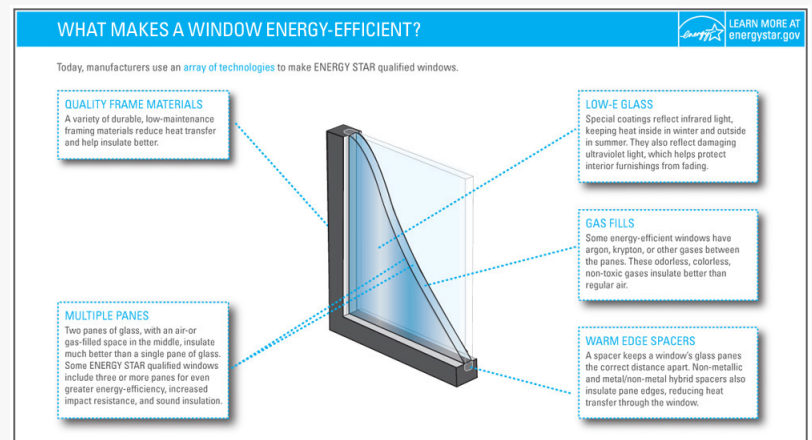 WHAT MAKES A WINDOW ENERGY-EFFICIENT?
energy
LEARN MORE AT
energystar.gov
Today, manufacturers use an array of technologies to make ENERGY STAR qualified windows.
QUALITY FRAME MATERIALS
A variety of durable, low-maintenance
framing materials reduce heat transfer
and help insulate better.
MULTIPLE PANES
Two panes of glass, with an air-or
gas-filled space in the middle, insulate
much better than a single pane of glass.
Some ENERGY STAR qualified windows
include three or more panes for even
greater energy-efficiency, increased
impact resistance, and sound insulation.
LOW-E GLASS
Special coatings reflect infrared light,
keeping heat inside in winter and outside
in summer. They also reflect damaging
ultraviolet light, which helps protect
interior furnishings from fading.
GAS FILLS
Some energy-efficient windows have
argon, krypton, or other gases between
the panes. These odorless, colorless,
non-toxic gases insulate better than
regular air.
WARM EDGE SPACERS
A spacer keeps a window's glass panes
the correct distance apart. Non-metallic
and metal/non-metal hybrid spacers also
insulate pane edges, reducing heat
transfer through the window.